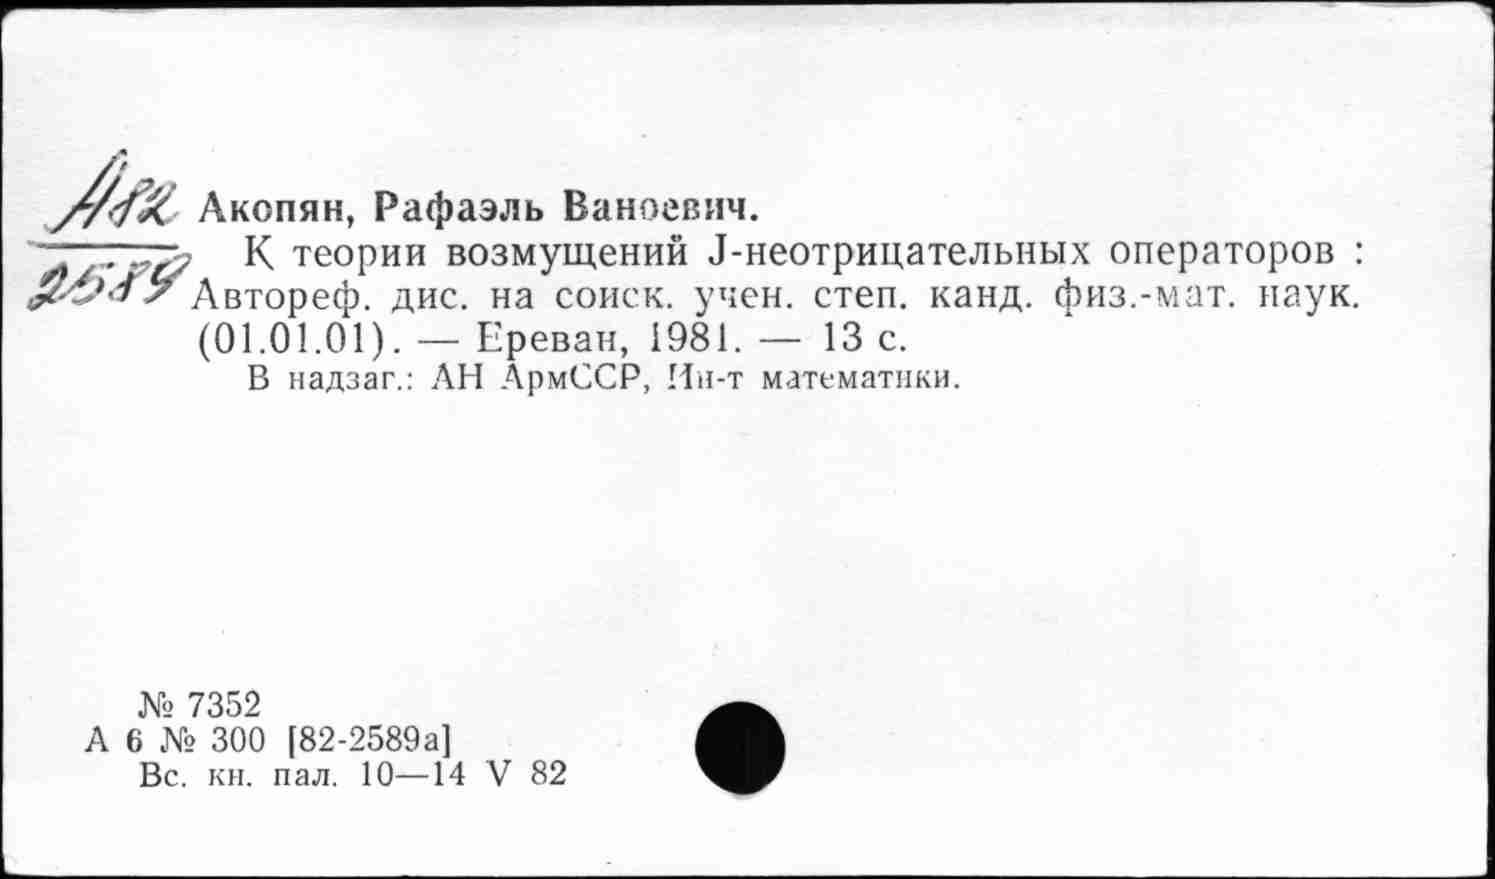 А82
2589
Акопян, Рафаэль Ваноевич.
К теории возмущений J-неотрицательных операторов :
Автореф. дис. на соиск. учен. степ. канд. физ.-мат. наук.
(01.01.01). — Ереван, 1981. — 13 с.
В надзаг.: АН АрмССР, Ин-т математики.
№ 7352
А 6 № 300 [82-2589а]
Вс. кн. пал. 10—14 V 82